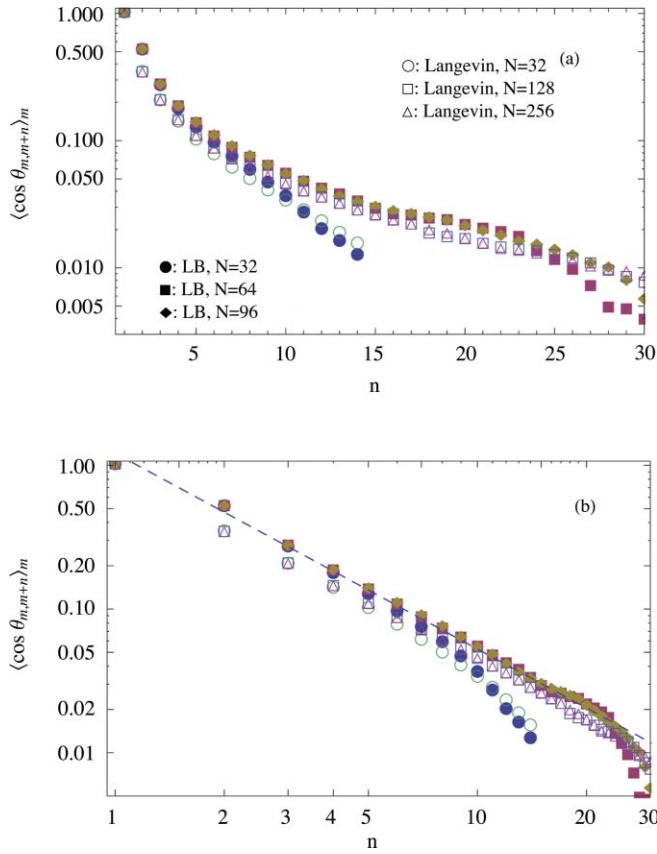 1.000
0.500
0.100
0.050
0.010
0.005
⟨cos θm,m+n⟩m
○: Langevin, N=32 (a)
□: Langevin, N=128
△: Langevin, N=256
●: LB, N=32
■: LB, N=64
◆: LB, N=96
5 10 15 20 25 30
n
1.00
0.50
0.20
0.10
0.05
0.02
0.01
⟨cos θm,m+n⟩m
(b)
1 2 3 4 5 10 20 30
n